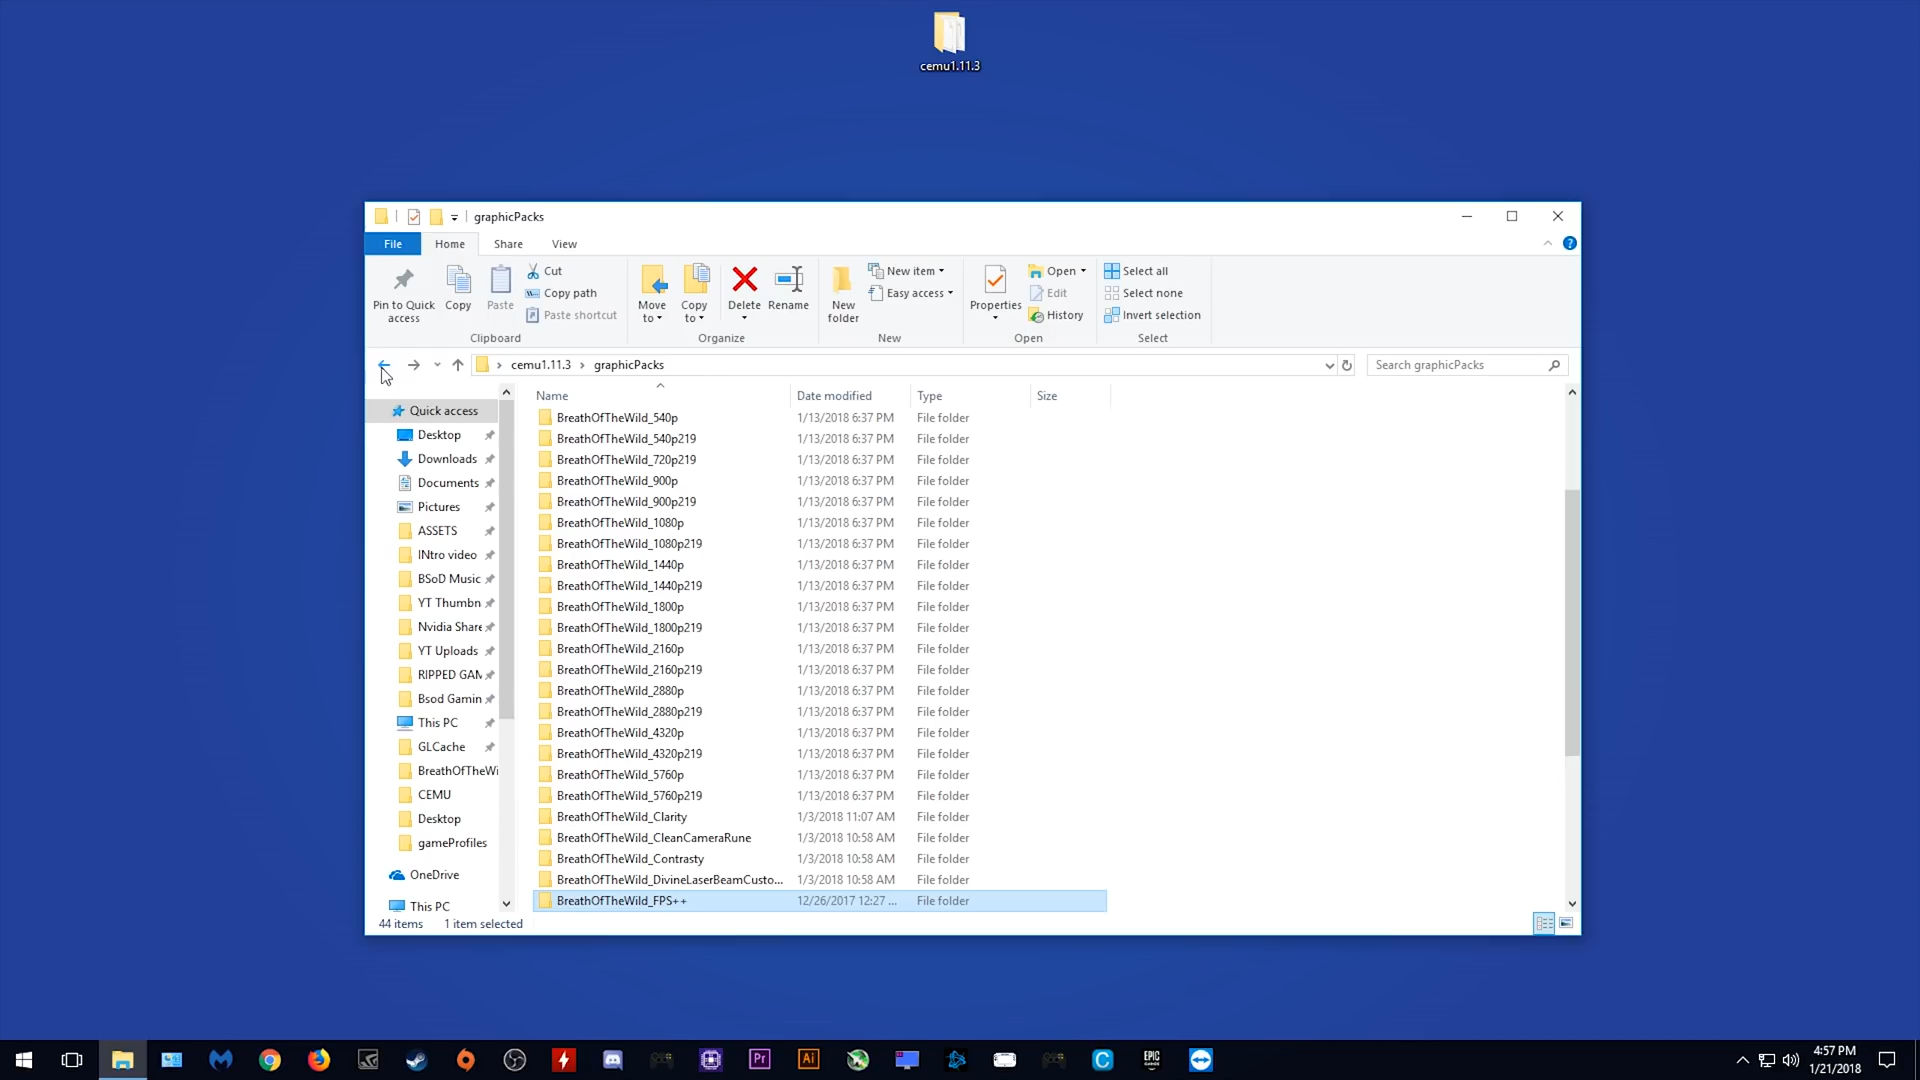 cemu1.11.3
graphicPacks
File
Home
Share
View
Pin to Quick access
Copy
Paste
Cut
Copy path
Paste shortcut
Clipboard
Move to
Copy to
Delete
Rename
Organize
New folder
New item
Easy access
New
Properties
Open
Edit
History
Open
Select all
Select none
Invert selection
Select
cemu1.11.3 > graphicPacks
Search graphicPacks
Quick access
Desktop
Downloads
Documents
Pictures
ASSETS
INtro video
BSoD Music
YT Thumbn
Nvidia Share
YT Uploads
RIPPED GAM
Bsod Gamin
This PC
GLCache
BreathOfTheWi
CEMU
Desktop
gameProfiles
OneDrive
This PC
Name Date modified Type Size
BreathOfTheWild_540p 1/13/2018 6:37 PM File folder
BreathOfTheWild_540p219 1/13/2018 6:37 PM File folder
BreathOfTheWild_720p219 1/13/2018 6:37 PM File folder
BreathOfTheWild_900p 1/13/2018 6:37 PM File folder
BreathOfTheWild_900p219 1/13/2018 6:37 PM File folder
BreathOfTheWild_1080p 1/13/2018 6:37 PM File folder
BreathOfTheWild_1080p219 1/13/2018 6:37 PM File folder
BreathOfTheWild_1440p 1/13/2018 6:37 PM File folder
BreathOfTheWild_1440p219 1/13/2018 6:37 PM File folder
BreathOfTheWild_1800p 1/13/2018 6:37 PM File folder
BreathOfTheWild_1800p219 1/13/2018 6:37 PM File folder
BreathOfTheWild_2160p 1/13/2018 6:37 PM File folder
BreathOfTheWild_2160p219 1/13/2018 6:37 PM File folder
BreathOfTheWild_2880p 1/13/2018 6:37 PM File folder
BreathOfTheWild_2880p219 1/13/2018 6:37 PM File folder
BreathOfTheWild_4320p 1/13/2018 6:37 PM File folder
BreathOfTheWild_4320p219 1/13/2018 6:37 PM File folder
BreathOfTheWild_5760p 1/13/2018 6:37 PM File folder
BreathOfTheWild_5760p219 1/13/2018 6:37 PM File folder
BreathOfTheWild_Clarity 1/3/2018 11:07 AM File folder
BreathOfTheWild_CleanCameraRune 1/3/2018 10:58 AM File folder
BreathOfTheWild_Contrasty 1/3/2018 10:58 AM File folder
BreathOfTheWild_DivineLaserBeamCusto... 1/3/2018 10:58 AM File folder
BreathOfTheWild_FPS++ 12/26/2017 12:27 ... File folder
44 items 1 item selected
Pr
Ai
C
EPIC GAMES
4:57 PM
1/21/2018